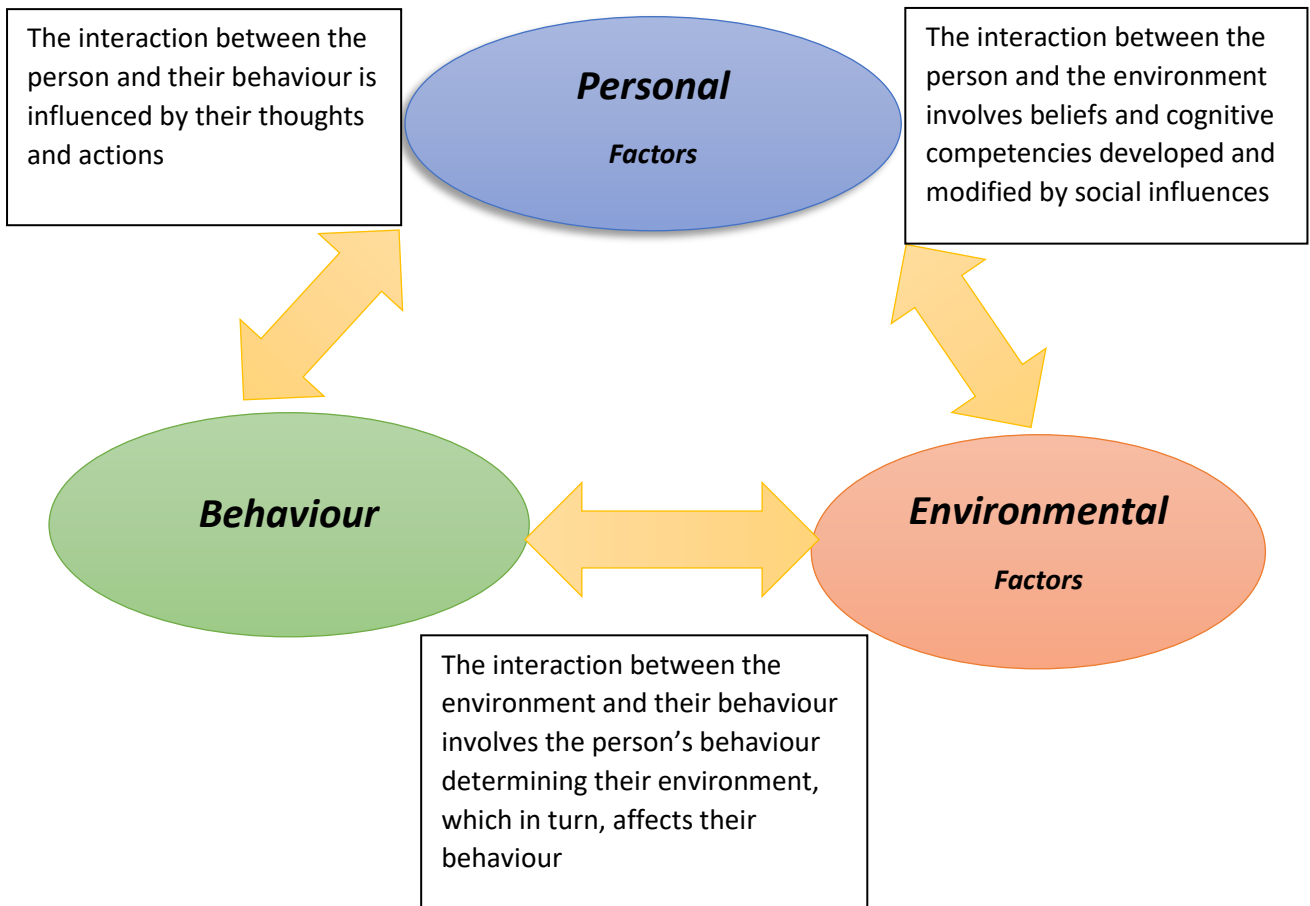 The interaction between the
person and their behaviour is
influenced by their thoughts
and actions
Personal
Factors
The interaction between the
person and the environment
involves beliefs and cognitive
competencies developed and
modified by social influences
Behaviour
Environmental
Factors
The interaction between the
environment and their behaviour
involves the person’s behaviour
determining their environment,
which in turn, affects their
behaviour